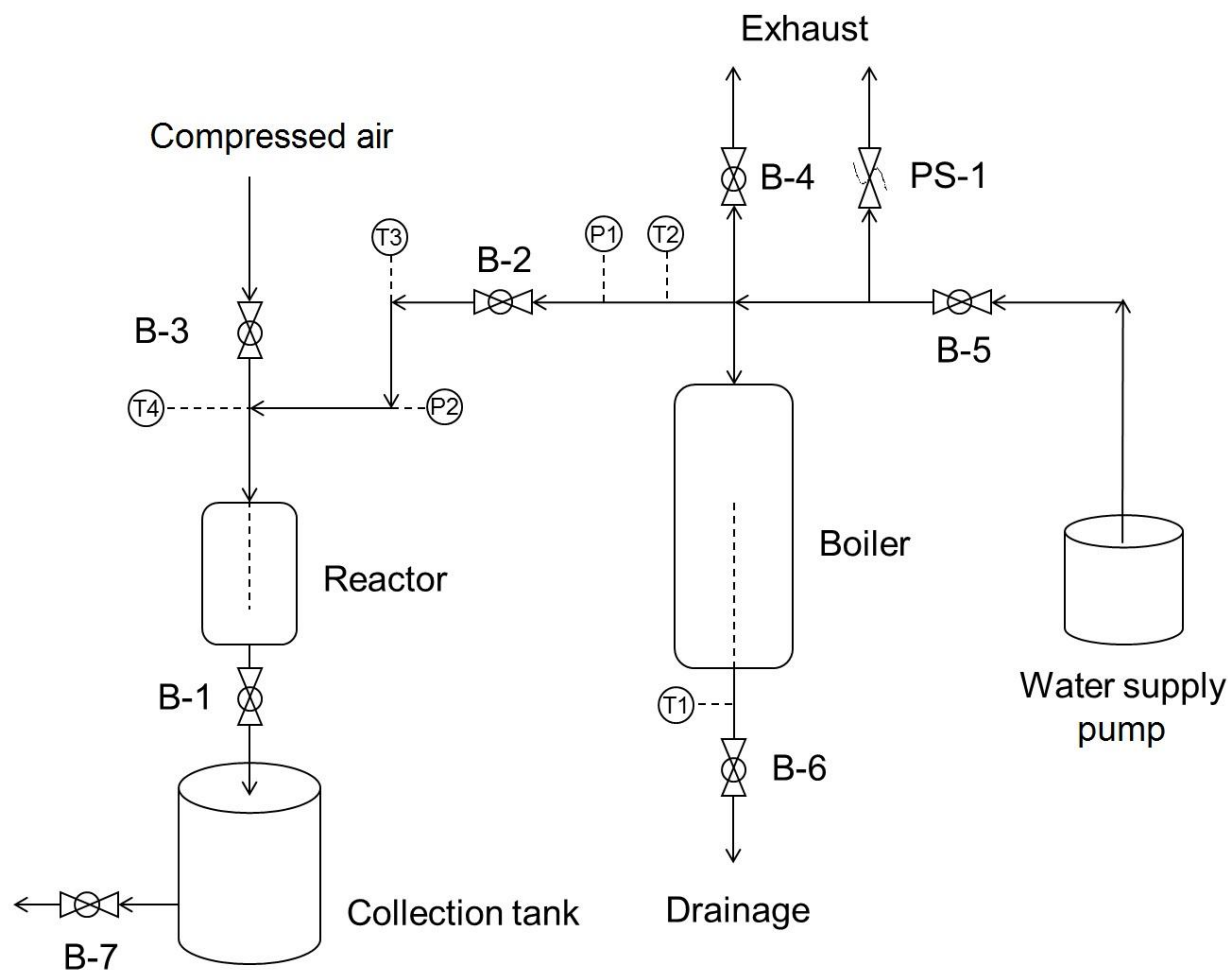 Exhaust
Compressed air
B-4
PS-1
T3
P1
T2
B-2
B-3
B-5
T4
P2
Boiler
Reactor
B-1
T1
Water supply
pump
B-6
Collection tank
Drainage
B-7